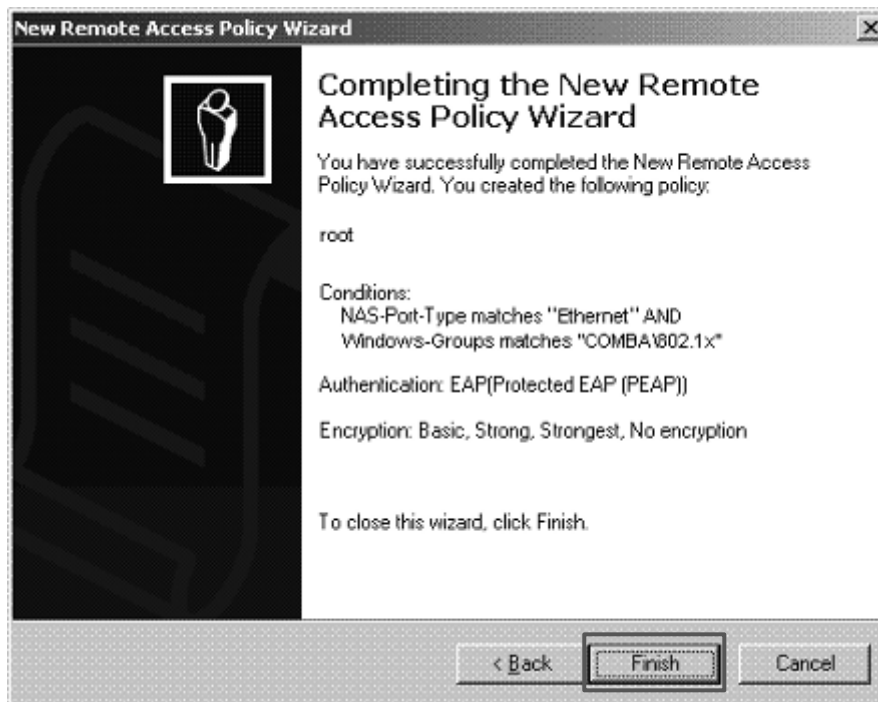 New Remote Access Policy Wizard
Completing the New Remote
Access Policy Wizard
You have successfully completed the New Remote Access
Policy Wizard. You created the following policy:
root
Conditions:
NAS-Port-Type matches "Ethernet" AND
Windows-Groups matches "COMBA\802.1x"
Authentication: EAP(Protected EAP (PEAP))
Encryption: Basic, Strong, Strongest, No encryption
To close this wizard, click Finish.
< Back Finish Cancel